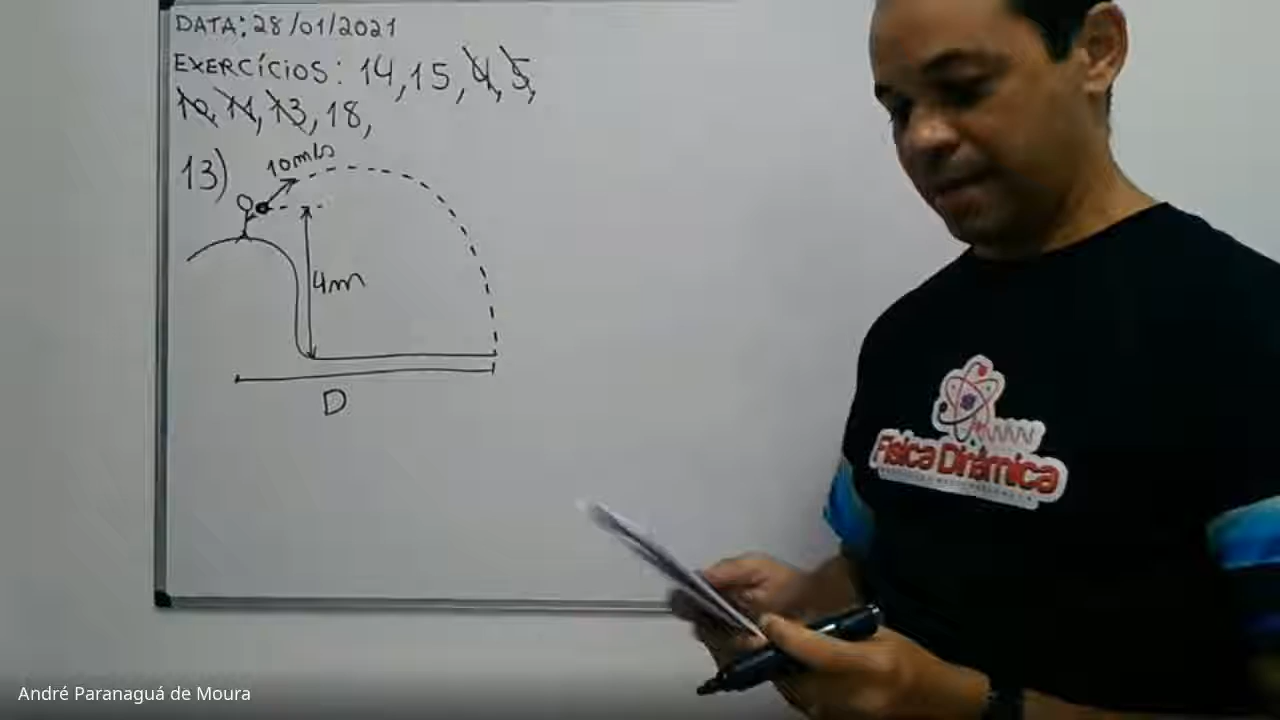 DATA: 28/01/2021
EXERCÍCIOS: 14, 15, 4, 5,
10, 11, 13, 18,
13)
10m/s
4m
D
Física Dinâmica
André Paranaguá de Moura